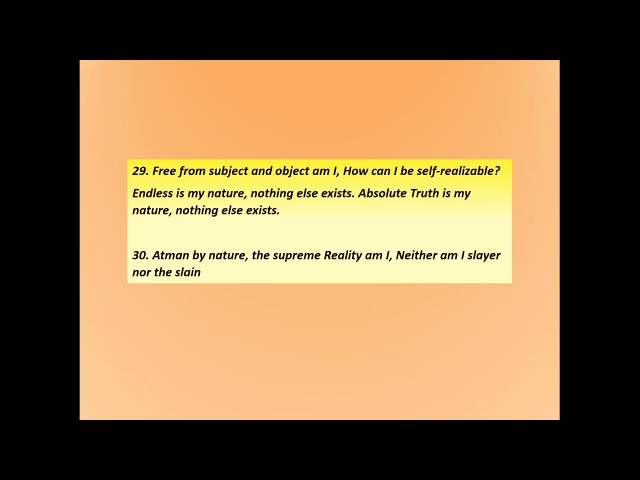 29. Free from subject and object am I, How can I be self-realizable?
Endless is my nature, nothing else exists. Absolute Truth is my
nature, nothing else exists.
30. Atman by nature, the supreme Reality am I, Neither am I slayer
nor the slain